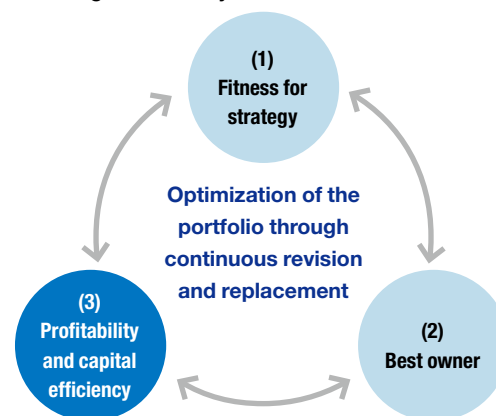 (1)
Fitness for
strategy
Optimization of the
portfolio through
continuous revision
and replacement
(3)
Profitability
and capital
efficiency
(2)
Best owner